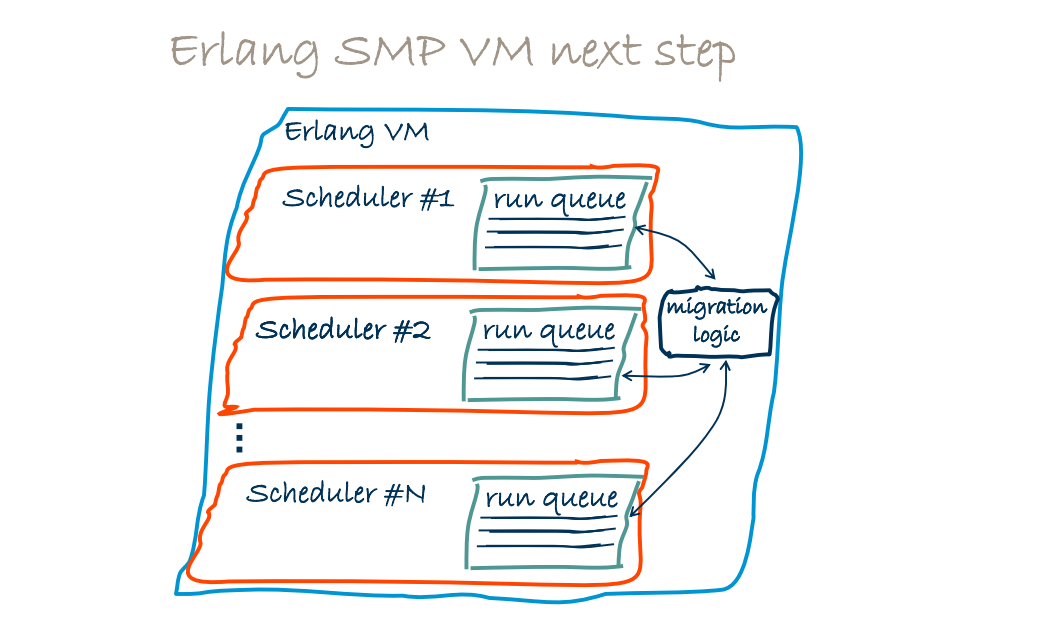 Erlang SMP VM next step
Erlang VM
Scheduler #1
run queue
Scheduler #2
run queue
migration
logic
Scheduler #N
run queue